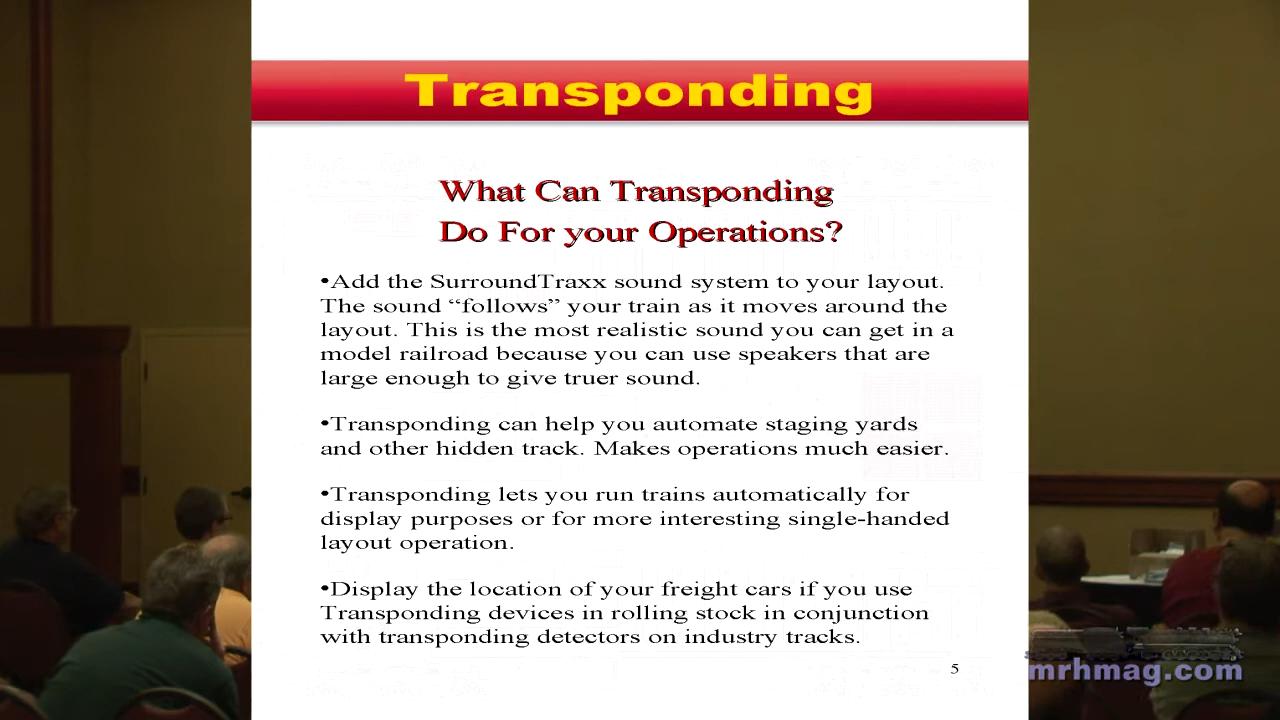 Transponding
What Can Transponding
Do For your Operations?
•Add the SurroundTraxx sound system to your layout.
The sound “follows” your train as it moves around the
layout. This is the most realistic sound you can get in a
model railroad because you can use speakers that are
large enough to give truer sound.
•Transponding can help you automate staging yards
and other hidden track. Makes operations much easier.
•Transponding lets you run trains automatically for
display purposes or for more interesting single-handed
layout operation.
•Display the location of your freight cars if you use
Transponding devices in rolling stock in conjunction
with transponding detectors on industry tracks.
5
mrhmag.com